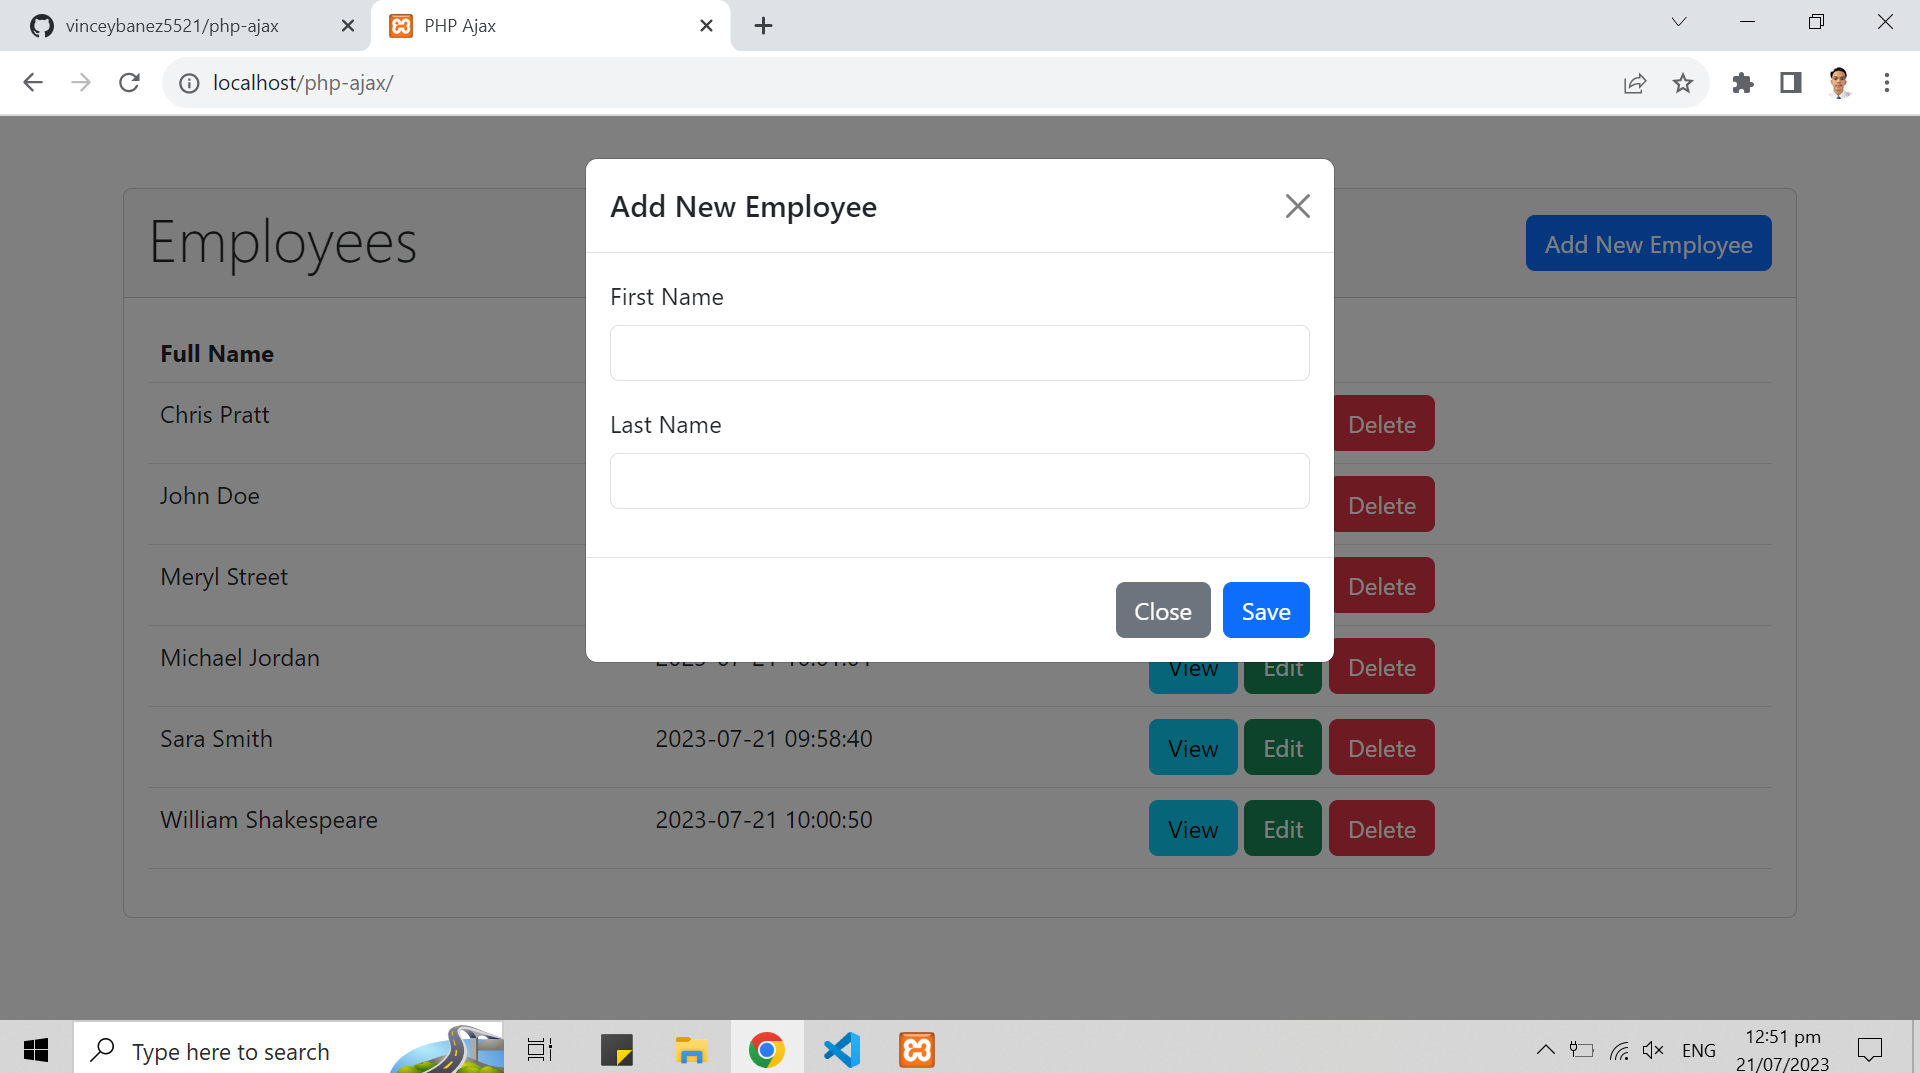 vinceybanez5521/php-ajax
PHP Ajax
localhost/php-ajax/
Add New Employee
Employees
Add New Employee
First Name
Full Name
Chris Pratt
Delete
Last Name
John Doe
Delete
Meryl Street
Delete
Close
Save
Michael Jordan
View
Edit
Delete
Sara Smith
2023-07-21 09:58:40
View
Edit
Delete
William Shakespeare
2023-07-21 10:00:50
View
Edit
Delete
Type here to search
ENG
12:51 pm
21/07/2023